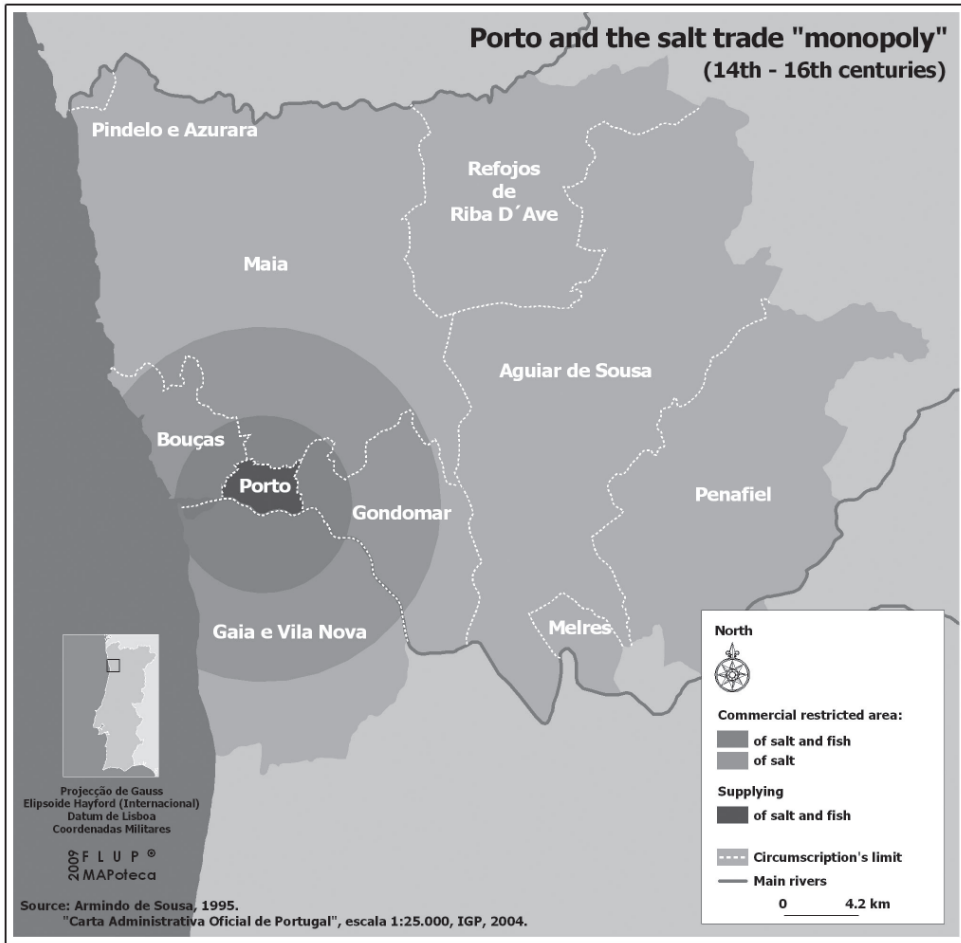 Porto and the salt trade "monopoly"
(14th - 16th centuries)
Pindelo e Azurara
Refojos
de
Riba D´Ave
Maia
Aguiar de Sousa
Bouças
Porto
Penafiel
Gondomar
Gaia e Vila Nova
Melres
North
Commercial restricted area:
of salt and fish
of salt
Supplying
of salt and fish
Circumscription's limit
Main rivers
0 4.2 km
Projecção de Gauss
Elipsoide Hayford (Internacional)
Datum de Lisboa
Coordenadas Militares
2009 F L U P ®
MAPoteca
Source: Armindo de Sousa, 1995.
"Carta Administrativa Oficial de Portugal", escala 1:25.000, IGP, 2004.